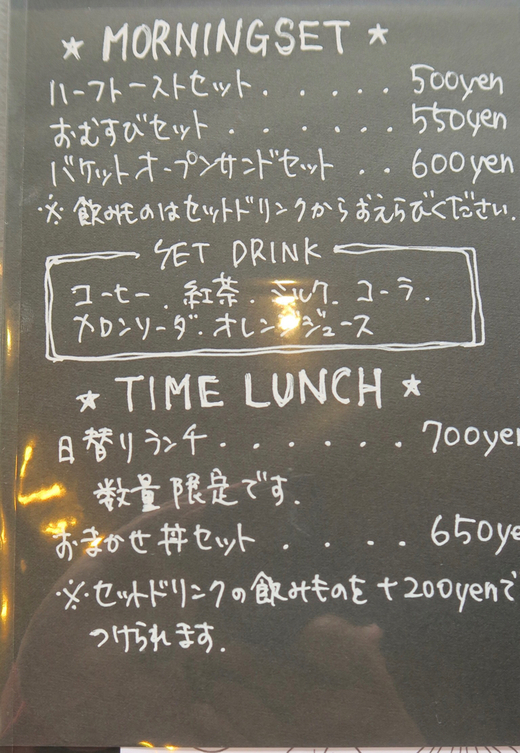 ★ MORNINGSET ★
ハーフトーストセット . . . . . 500yen
おむすびセット . . . . . . 550yen
バケットオープンサンドセット . . 600yen
※ 飲みものはセットドリンクからおえらびください.
SET DRINK
コーヒー . 紅茶 . ミルク . コーラ .
メロンソーダ . オレンジジュース
★ TIME LUNCH ★
日替りランチ . . . . . . . 700yen
数量限定です.
おまかせ丼セット . . . . 650ye
※ セットドリンクの飲みものを +200yenで
つけられます.